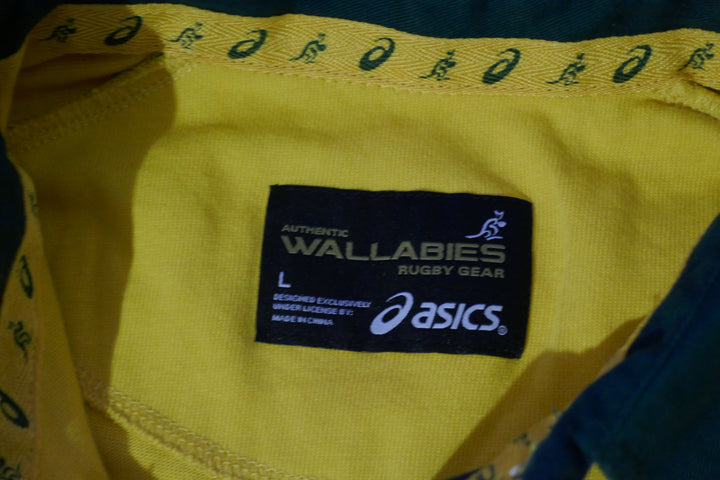 AUTHENTIC
WALLABIES
RUGBY GEAR
L
DESIGNED EXCLUSIVELY
UNDER LICENSE BY:
MADE IN CHINA
asics®